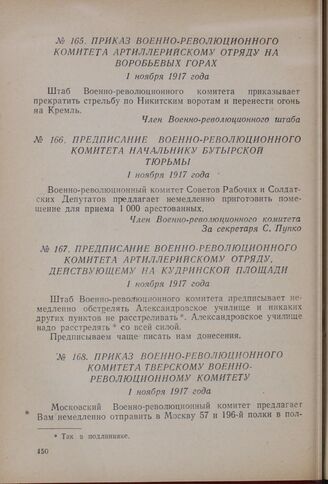 № 165. ПРИКАЗ ВОЕННО-РЕВОЛЮЦИОННОГО
КОМИТЕТА АРТИЛЛЕРИЙСКОМУ ОТРЯДУ НА
ВОРОБЬЕВЫХ ГОРАХ
1 ноября 1917 года
Штаб Военно-революционного комитета приказывает
прекратить стрельбу по Никитским воротам и перенести огонь
на Кремль.
Член Военно-революционного штаба
№ 166. ПРЕДПИСАНИЕ ВОЕННО-РЕВОЛЮЦИОННОГО
КОМИТЕТА НАЧАЛЬНИКУ БУТЫРСКОЙ
ТЮРЬМЫ
1 ноября 1917 года
Военно-революционный комитет Советов Рабочих и Солдат-
ских Депутатов предлагает немедленно приготовить поме-
щение для приема 1 000 арестованных.
Член Военно-революционного комитета
За секретаря С. Пупко
№ 167. ПРЕДПИСАНИЕ ВОЕННО-РЕВОЛЮЦИОННОГО
КОМИТЕТА АРТИЛЛЕРИЙСКОМУ ОТРЯДУ,
ДЕЙСТВУЮЩЕМУ НА КУДРИНСКОЙ ПЛОЩАДИ
1 ноября 1917 года
Штаб Военно-революционного комитета предписывает не-
медленно обстрелять Александровское училище и никаких
других пунктов не расстреливать*. Александровское училище
надо расстрелять * со всей силой.
Предписываем чаще писать нам донесения.
№ 168. ПРИКАЗ ВОЕННО-РЕВОЛЮЦИОННОГО
КОМИТЕТА ТВЕРСКОМУ ВОЕННО-
РЕВОЛЮЦИОННОМУ КОМИТЕТУ
1 ноября 1917 года
Московский Военно-революционный комитет предлагает
* Вам немедленно отправить в Москву 57 и 196-й полки в пол-
* Так в подлиннике.
450